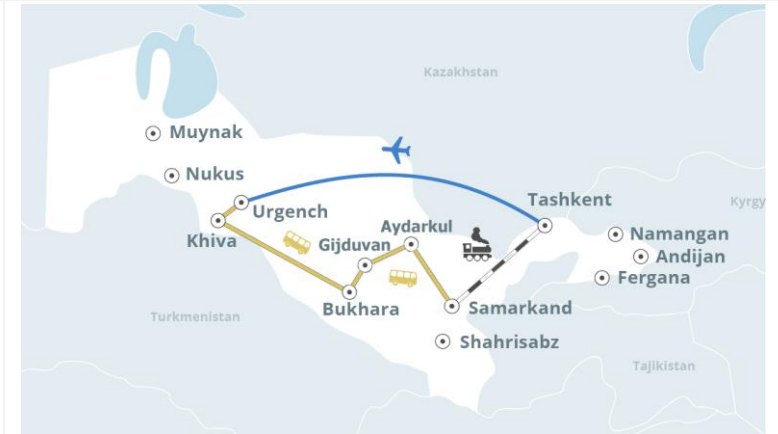 Kazakhstan
Muynak
Nukus
Urgench
Khiva
Tashkent
Kyrgy
Namangan
Andijan
Fergana
Aydarkul
Gijduvan
Bukhara
Samarkand
Turkmenistan
Shahrisabz
Tajikistan